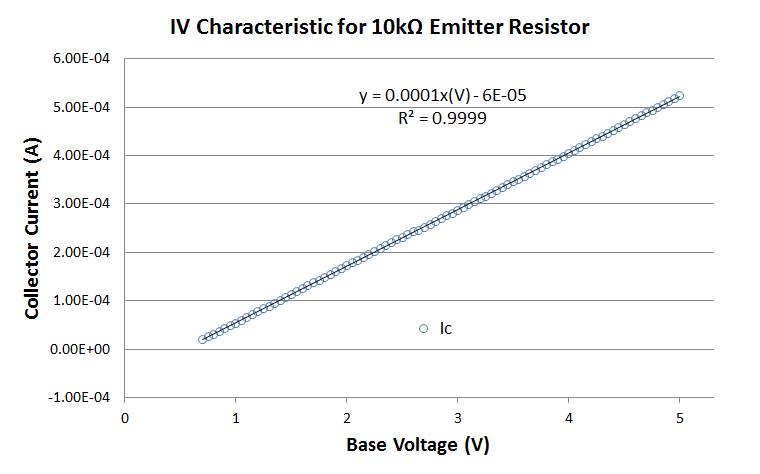 IV Characteristic for 10kΩ Emitter Resistor
6.00E-04
5.00E-04
4.00E-04
3.00E-04
2.00E-04
1.00E-04
0.00E+00
-1.00E-04
y = 0.0001x(V) - 6E-05
R² = 0.9999
Ic
0 1 2 3 4 5
Collector Current (A)
Base Voltage (V)